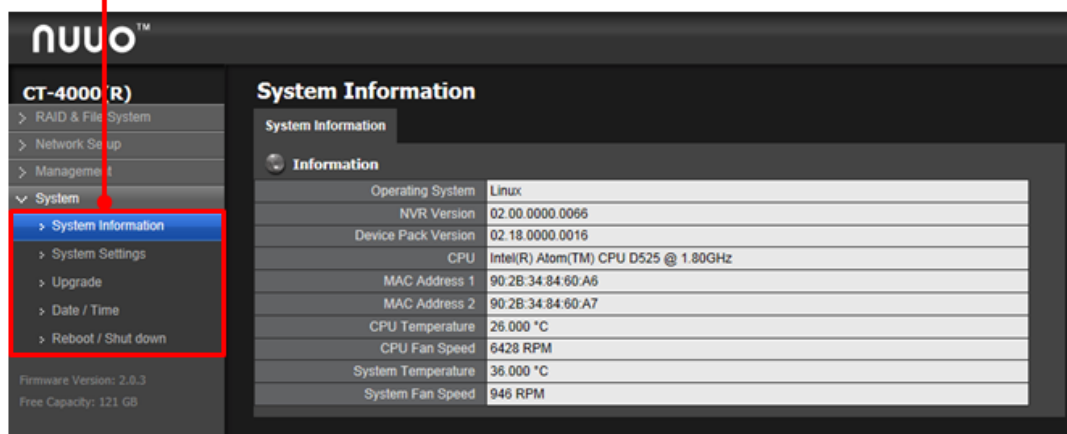 nuuo™
CT-4000(R)
> RAID & File System
> Network Setup
> Management
System
> System Information
> System Settings
> Upgrade
> Date / Time
> Reboot / Shut down
Firmware Version: 2.0.3
Free Capacity: 121 GB
System Information
System Information
Information
Operating System Linux
NVR Version 02.00.0000.0066
Device Pack Version 02.18.0000.0016
CPU Intel(R) Atom(TM) CPU D525 @ 1.80GHz
MAC Address 1 90:2B:34:84:60:A6
MAC Address 2 90:2B:34:84:60:A7
CPU Temperature 26.000 °C
CPU Fan Speed 6428 RPM
System Temperature 36.000 °C
System Fan Speed 946 RPM